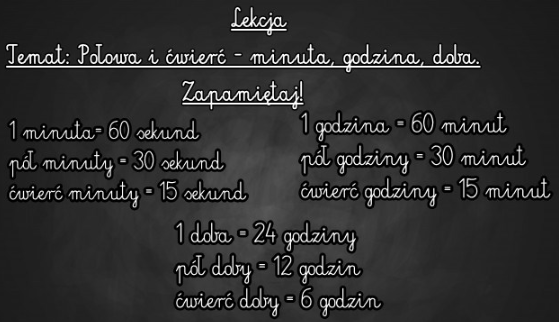 Lekcja
Temat: Połowa i ćwierć - minuta, godzina, doba.
Zapamiętaj!
1 minuta= 60 sekund
pół minuty = 30 sekund
ćwierć minuty = 15 sekund
1 godzina = 60 minut
pół godziny = 30 minut
ćwierć godziny = 15 minut
1 doba = 24 godziny
pół doby = 12 godzin
ćwierć doby = 6 godzin